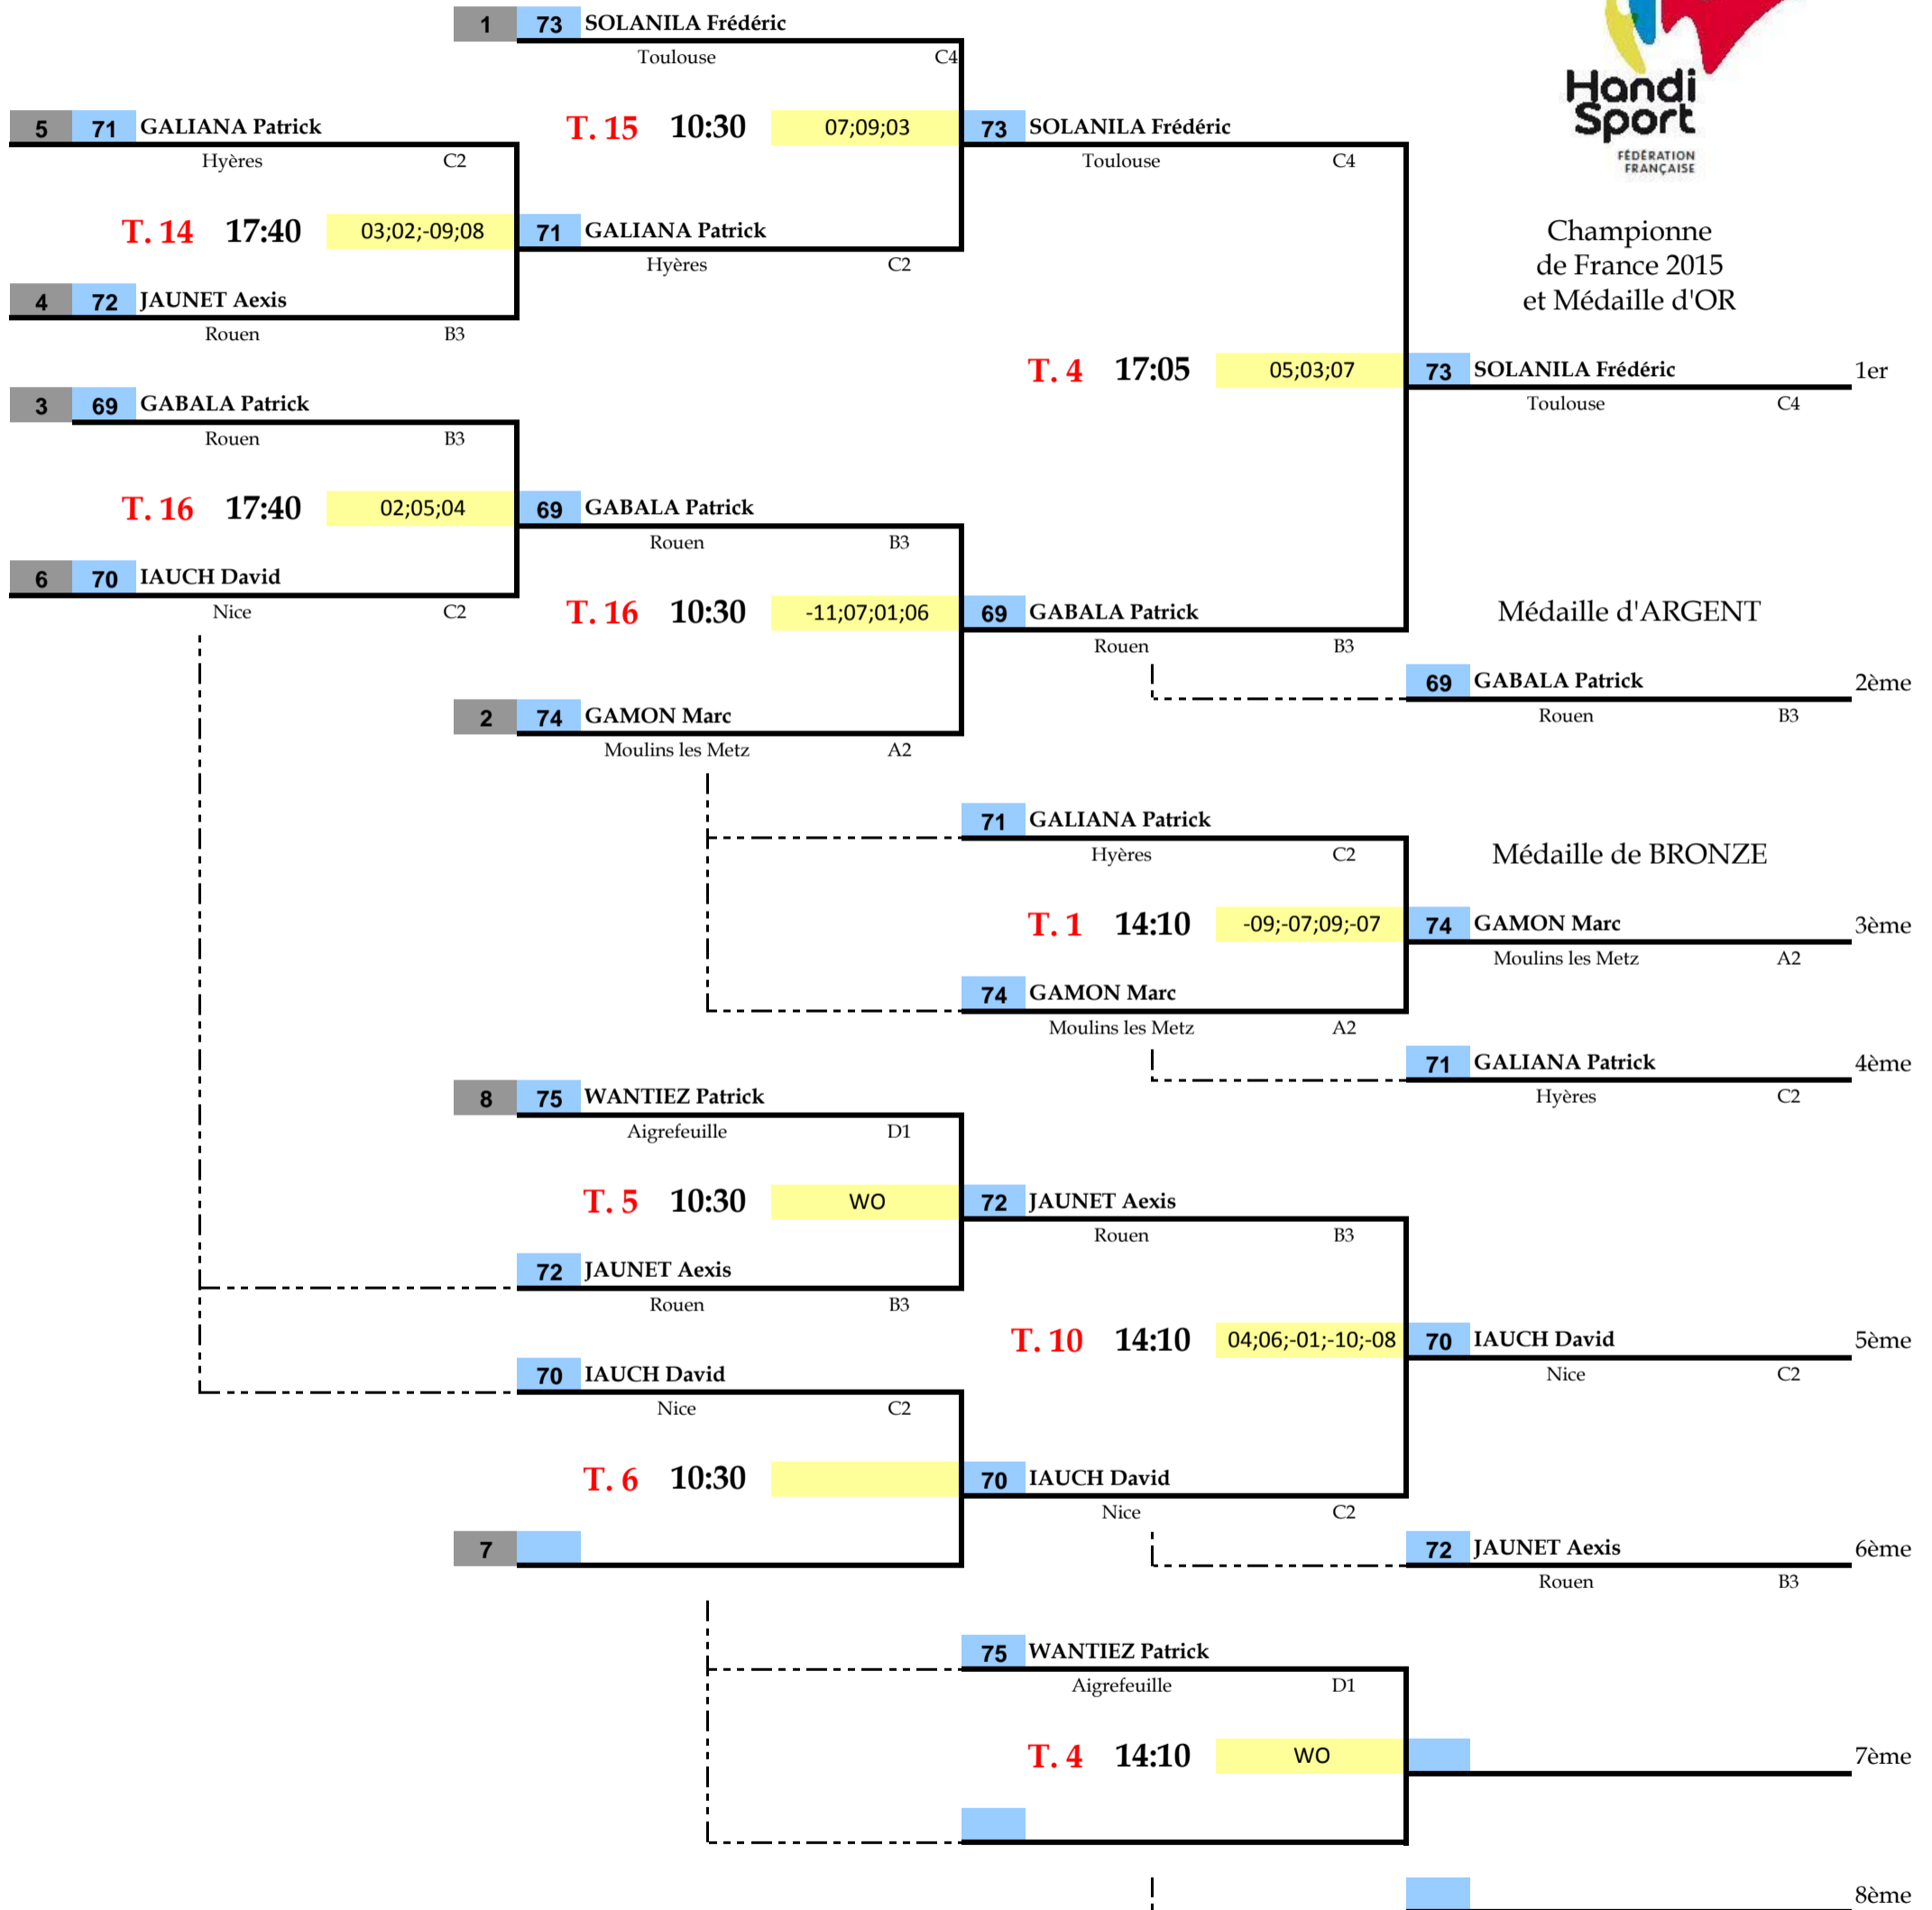 1 73 SOLANILA Frédéric
Toulouse C4
Handi
Sport
FÉDÉRATION
FRANÇAISE
5 71 GALIANA Patrick
Hyères C2
T. 15 10:30 07;09;03
73 SOLANILA Frédéric
Toulouse C4
T. 14 17:40 03;02;-09;08
71 GALIANA Patrick
Hyères C2
Championne
de France 2015
et Médaille d'OR
4 72 JAUNET Aexis
Rouen B3
T. 4 17:05 05;03;07
73 SOLANILA Frédéric 1er
Toulouse C4
3 69 GABALA Patrick
Rouen B3
T. 16 17:40 02;05;04
69 GABALA Patrick
Rouen B3
6 70 IAUCH David
Nice C2
T. 16 10:30 -11;07;01;06
69 GABALA Patrick
Rouen B3
Médaille d'ARGENT
69 GABALA Patrick 2ème
Rouen B3
2 74 GAMON Marc
Moulins les Metz A2
71 GALIANA Patrick
Hyères C2
Médaille de BRONZE
T. 1 14:10 -09;-07;09;-07
74 GAMON Marc 3ème
Moulins les Metz A2
74 GAMON Marc
Moulins les Metz A2
71 GALIANA Patrick 4ème
Hyères C2
8 75 WANTIEZ Patrick
Aigrefeuille D1
T. 5 10:30 WO
72 JAUNET Aexis
Rouen B3
72 JAUNET Aexis
Rouen B3
T. 10 14:10 04;06;-01;-10;-08
70 IAUCH David 5ème
Nice C2
70 IAUCH David
Nice C2
T. 6 10:30
70 IAUCH David
Nice C2
7
72 JAUNET Aexis 6ème
Rouen B3
75 WANTIEZ Patrick
Aigrefeuille D1
T. 4 14:10 WO
7ème
8ème